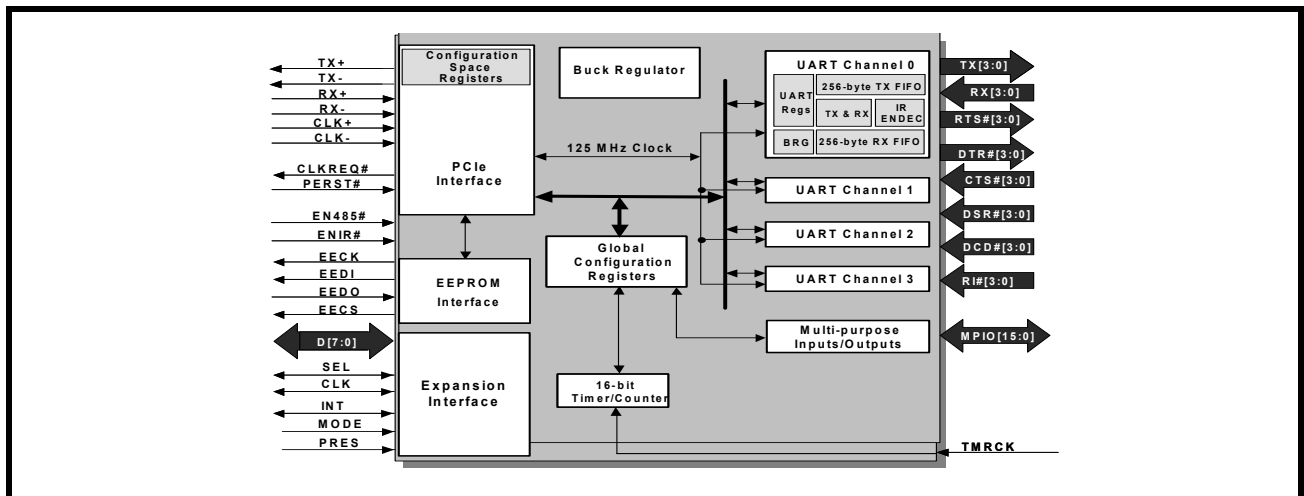 TX+
TX-
RX+
RX-
CLK+
CLK-
CLKREQ#
PERST#
EN485#
ENIR#
EECK
EEDI
EEDO
EECS
D[7:0]
SEL
CLK
INT
MODE
PRES
Configuration
Space
Registers
PCIe
Interface
EEPROM
Interface
Expansion
Interface
Buck Regulator
125 MHz Clock
Global
Configuration
Registers
16-bit
Timer/Counter
UART Channel 0
UART
Regs
256-byte TX FIFO
TX & RX
IR
ENDEC
BRG
256-byte RX FIFO
UART Channel 1
UART Channel 2
UART Channel 3
Multi-purpose
Inputs/Outputs
TX[3:0]
RX[3:0]
RTS#[3:0]
DTR#[3:0]
CTS#[3:0]
DSR#[3:0]
DCD#[3:0]
RI#[3:0]
MPIO[15:0]
TMRCK